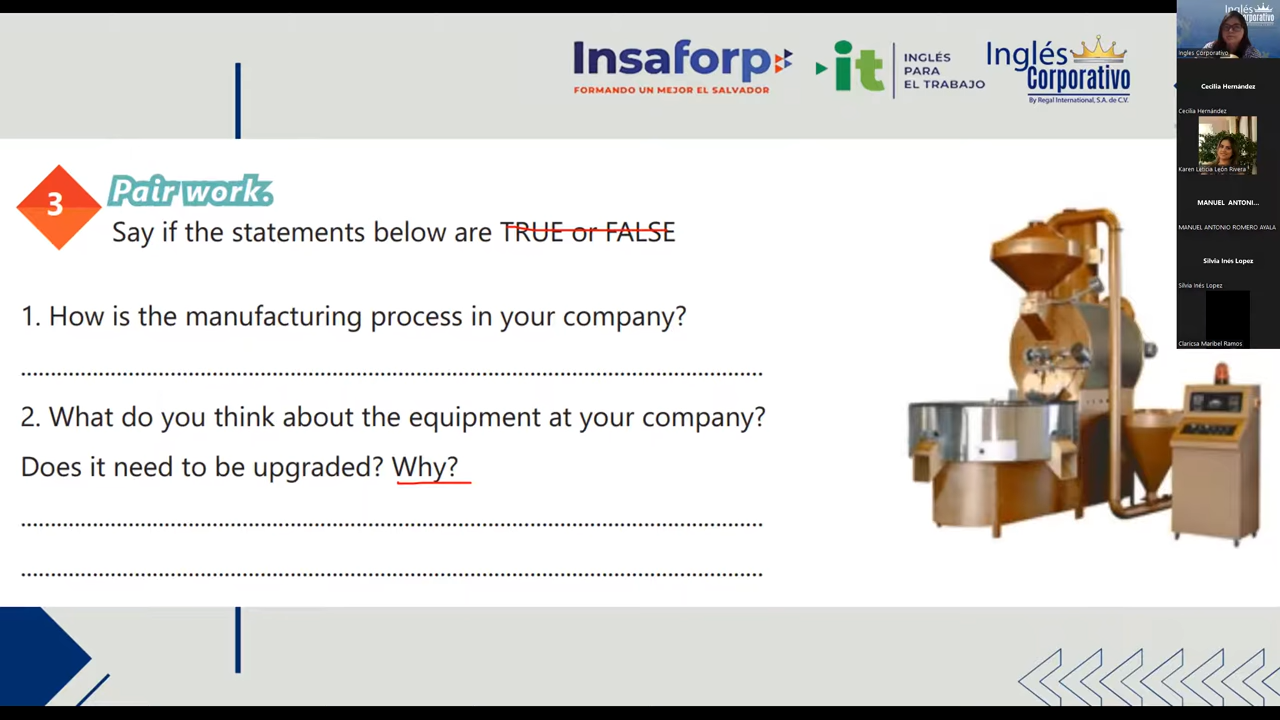 Insaforp
FORMANDO UN MEJOR EL SALVADOR
it
INGLÉS
PARA
EL TRABAJO
Inglés
Corporativo
By Regal International, S.A. de C.V.
3
Pair work.
Say if the statements below are TRUE or FALSE
1. How is the manufacturing process in your company?
2. What do you think about the equipment at your company?
Does it need to be upgraded? Why?
Ingles Corporativo
Cecilia Hernández
Cecilia Hernández
Karen Leticia León Rivera
MANUEL ANTONI...
MANUEL ANTONIO ROMERO AYALA
Silvia Inés Lopez
Silvia Inés Lopez
Claricsa Maribel Ramos